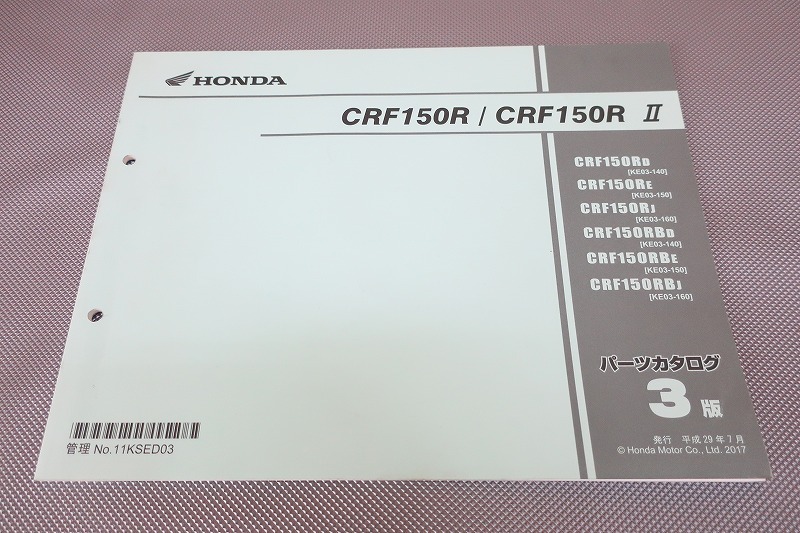 HONDA
CRF150R / CRF150R II
CRF150RD
[KE03-140]
CRF150RE
[KE03-150]
CRF150RJ
[KE03-160]
CRF150RBD
[KE03-140]
CRF150RBE
[KE03-150]
CRF150RBJ
[KE03-160]
パーツカタログ
3版
発行 平成29年7月
© Honda Motor Co., Ltd. 2017
管理 No.11KSED03